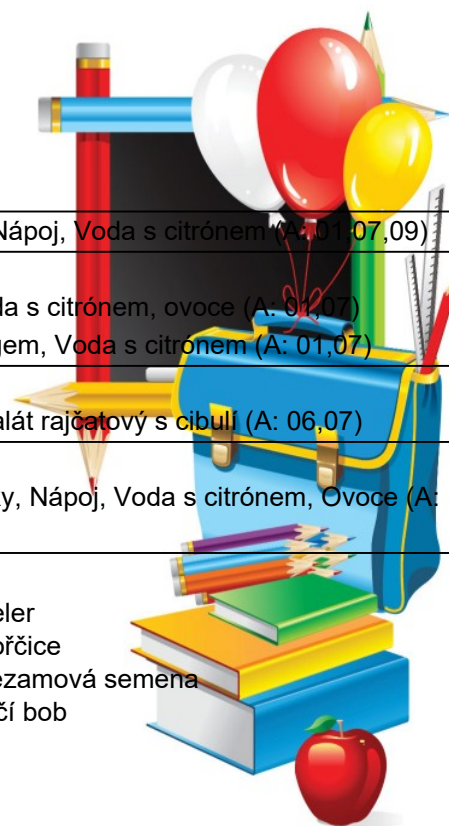 Nápoj, Voda s citrónem (A: 01,07,09)
da s citrónem, ovoce (A: 01,07)
gem, Voda s citrónem (A: 01,07)
alát rajčatový s cibulí (A: 06,07)
y, Nápoj, Voda s citrónem, Ovoce (A:
eler
ořčice
ezamová semena
čí bob